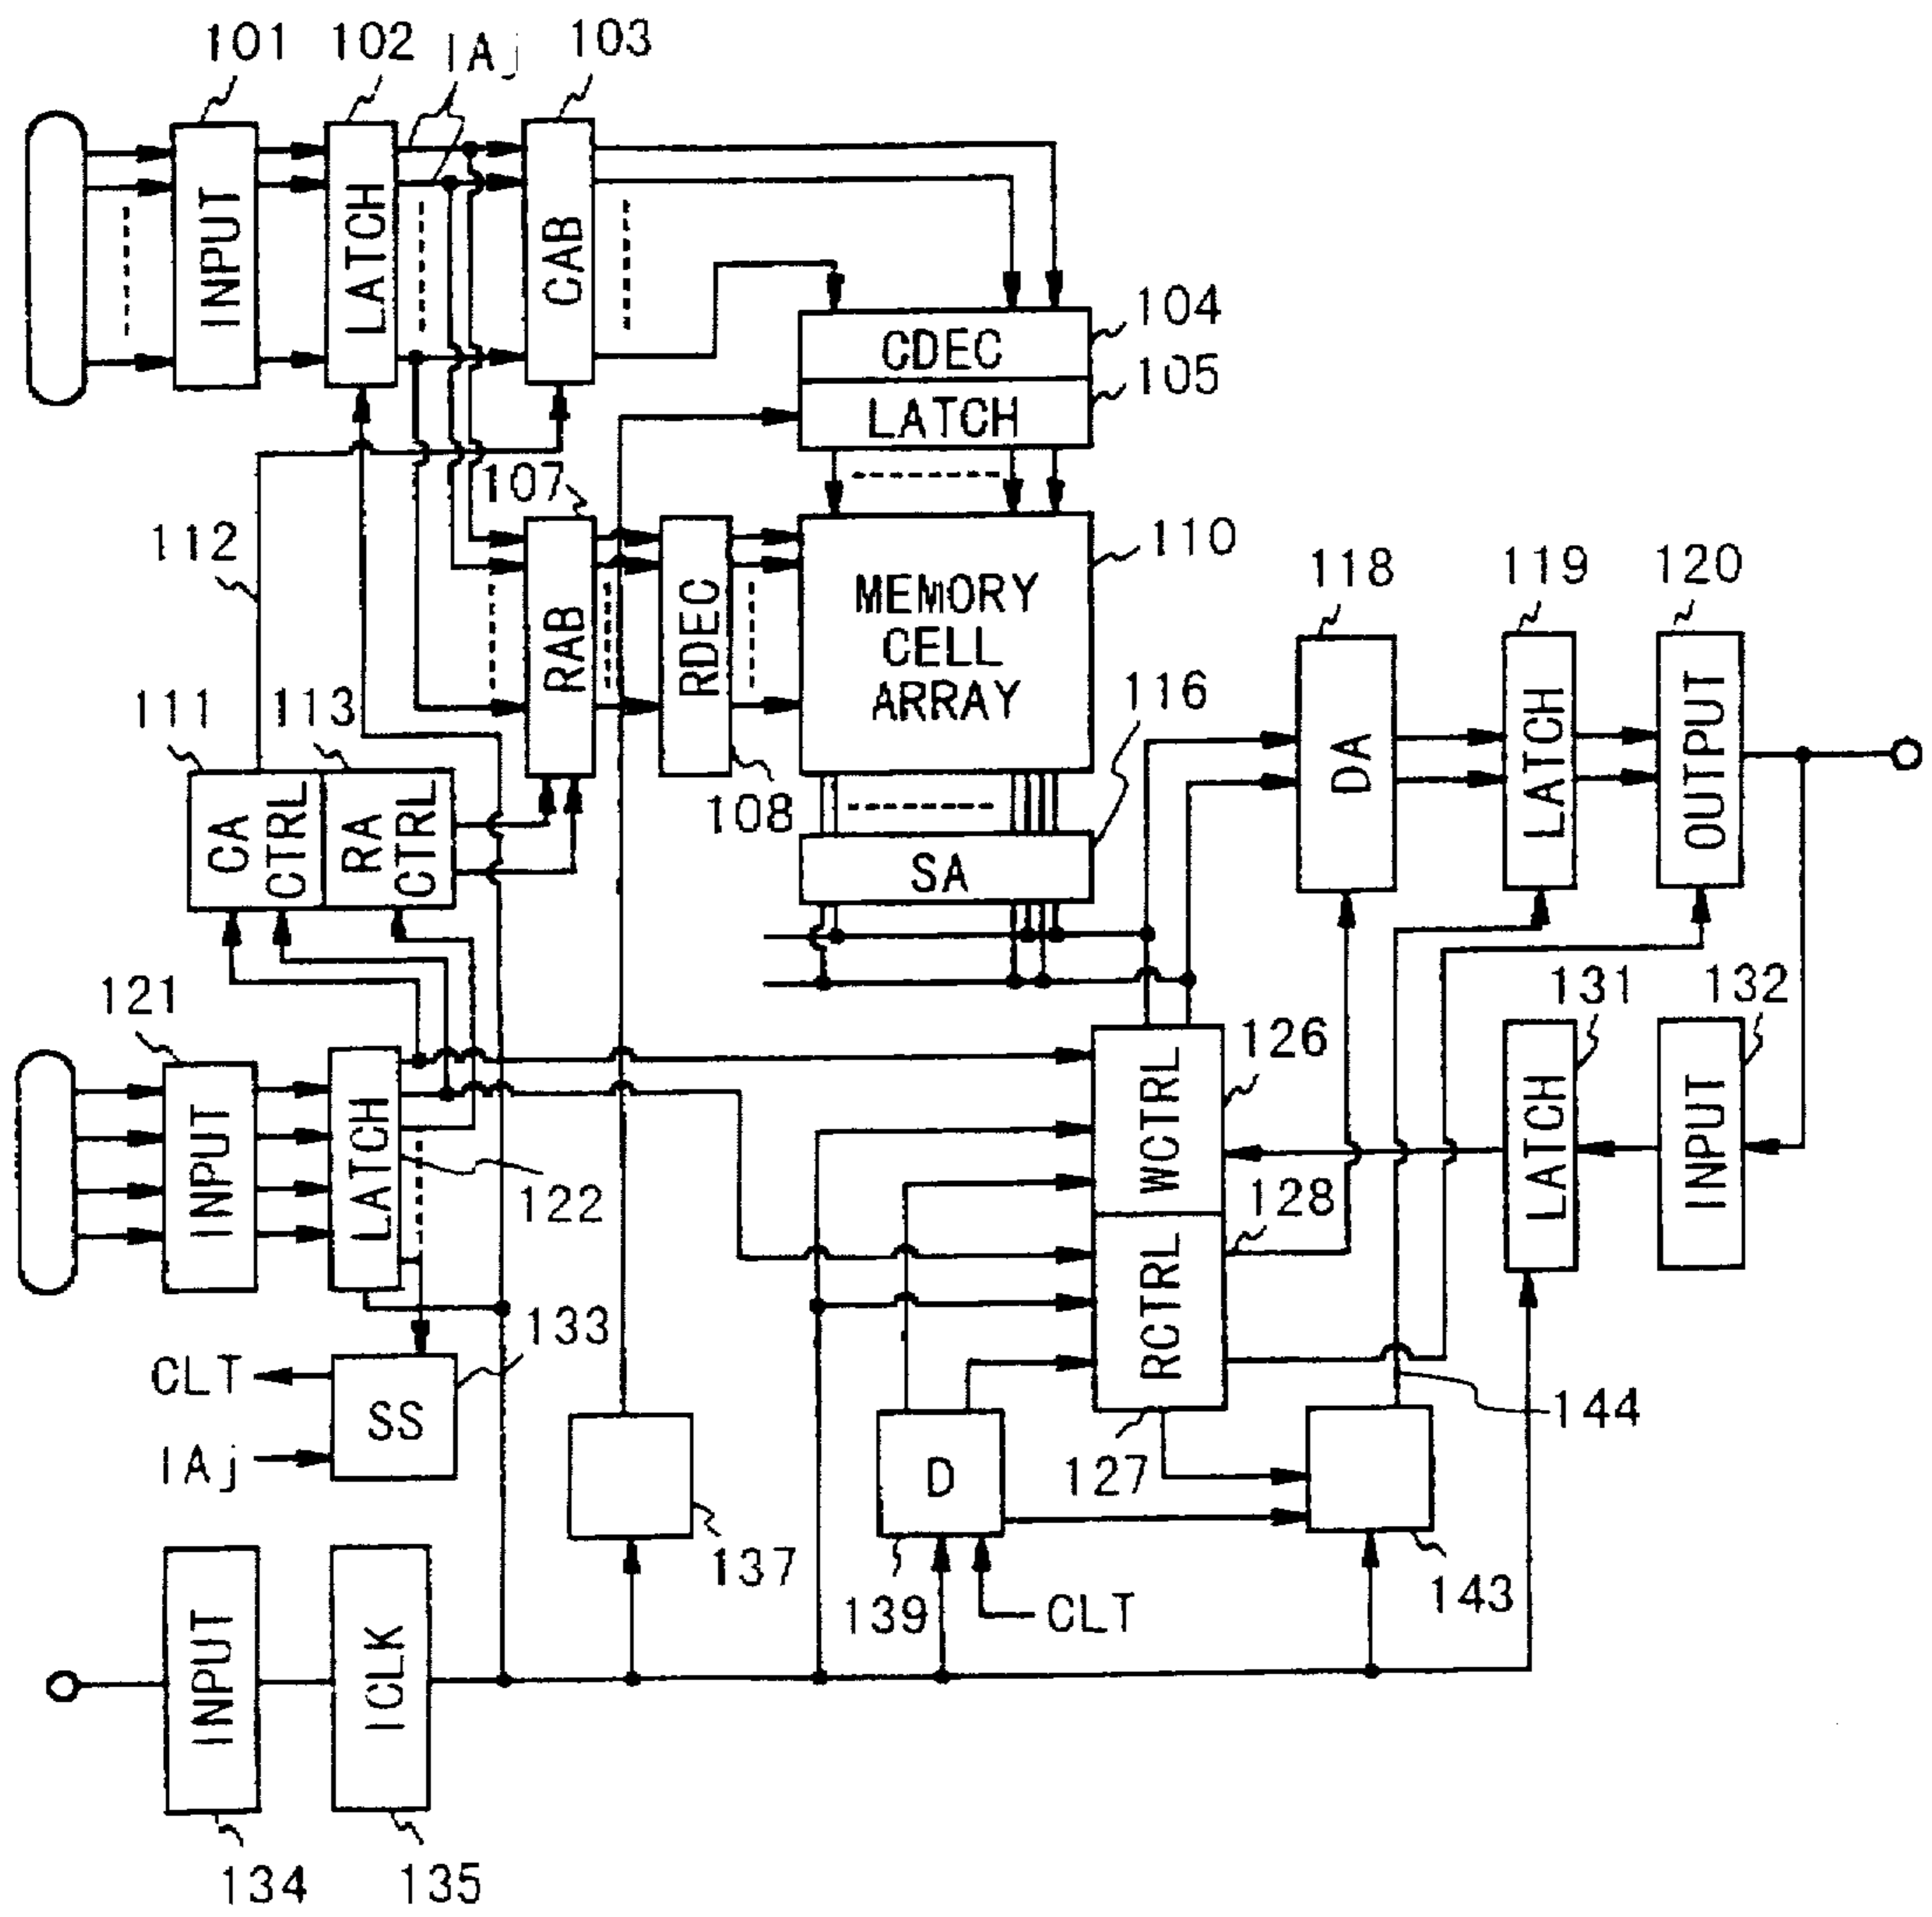 101
102
IAj
103
INPUT
LATCH
CAB
104
CDEC
105
LATCH
107
112
110
118
119
120
RAB
RDEC
MEMORY
CELL
ARRAY
116
DA
LATCH
OUTPUT
111
113
108
CA
CTRL
RA
CTRL
SA
121
131
132
126
INPUT
LATCH
WCTRL
LATCH
INPUT
122
128
RCTRL
133
CLT
SS
IAj
144
127
D
137
139
CLT
143
INPUT
ICLK
134
135